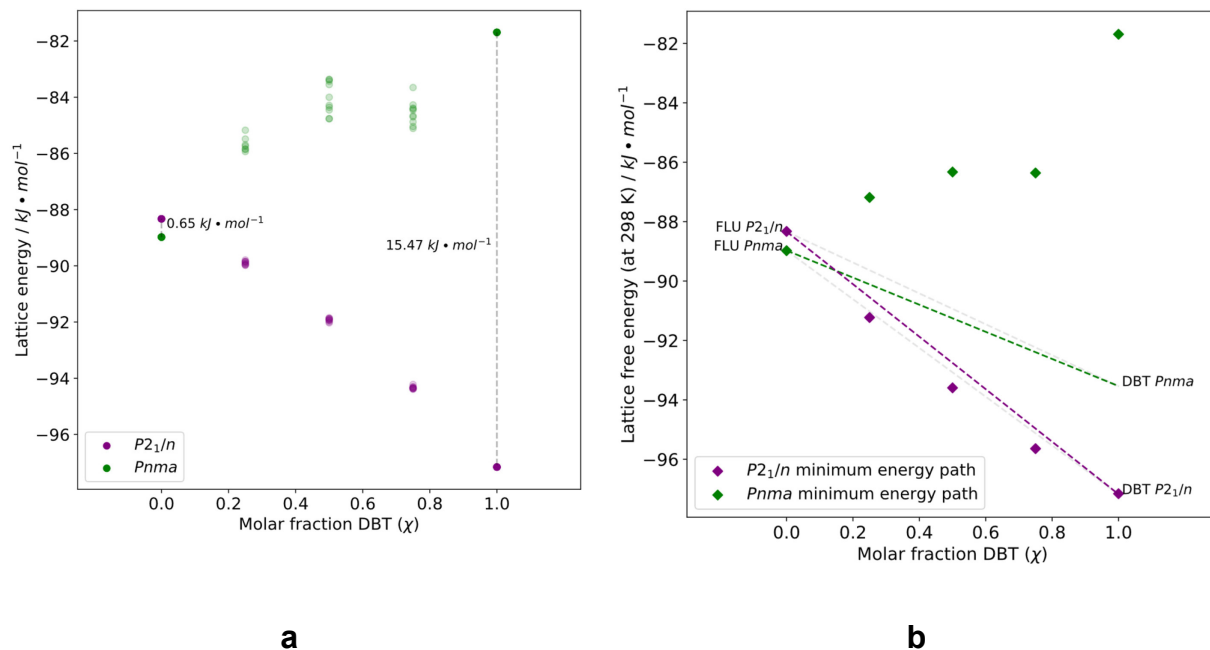 −82
−84
−86
−88
−90
−92
−94
−96
Lattice energy / kJ • mol⁻¹
0.65 kJ • mol⁻¹
15.47 kJ • mol⁻¹
P2₁/n
Pnma
0.0 0.2 0.4 0.6 0.8 1.0
Molar fraction DBT (χ)
a
−82
−84
−86
−88
−90
−92
−94
−96
Lattice free energy (at 298 K) / kJ • mol⁻¹
FLU P2₁/n
FLU Pnma
DBT Pnma
DBT P2₁/n
P2₁/n minimum energy path
Pnma minimum energy path
0.0 0.2 0.4 0.6 0.8 1.0
Molar fraction DBT (χ)
b